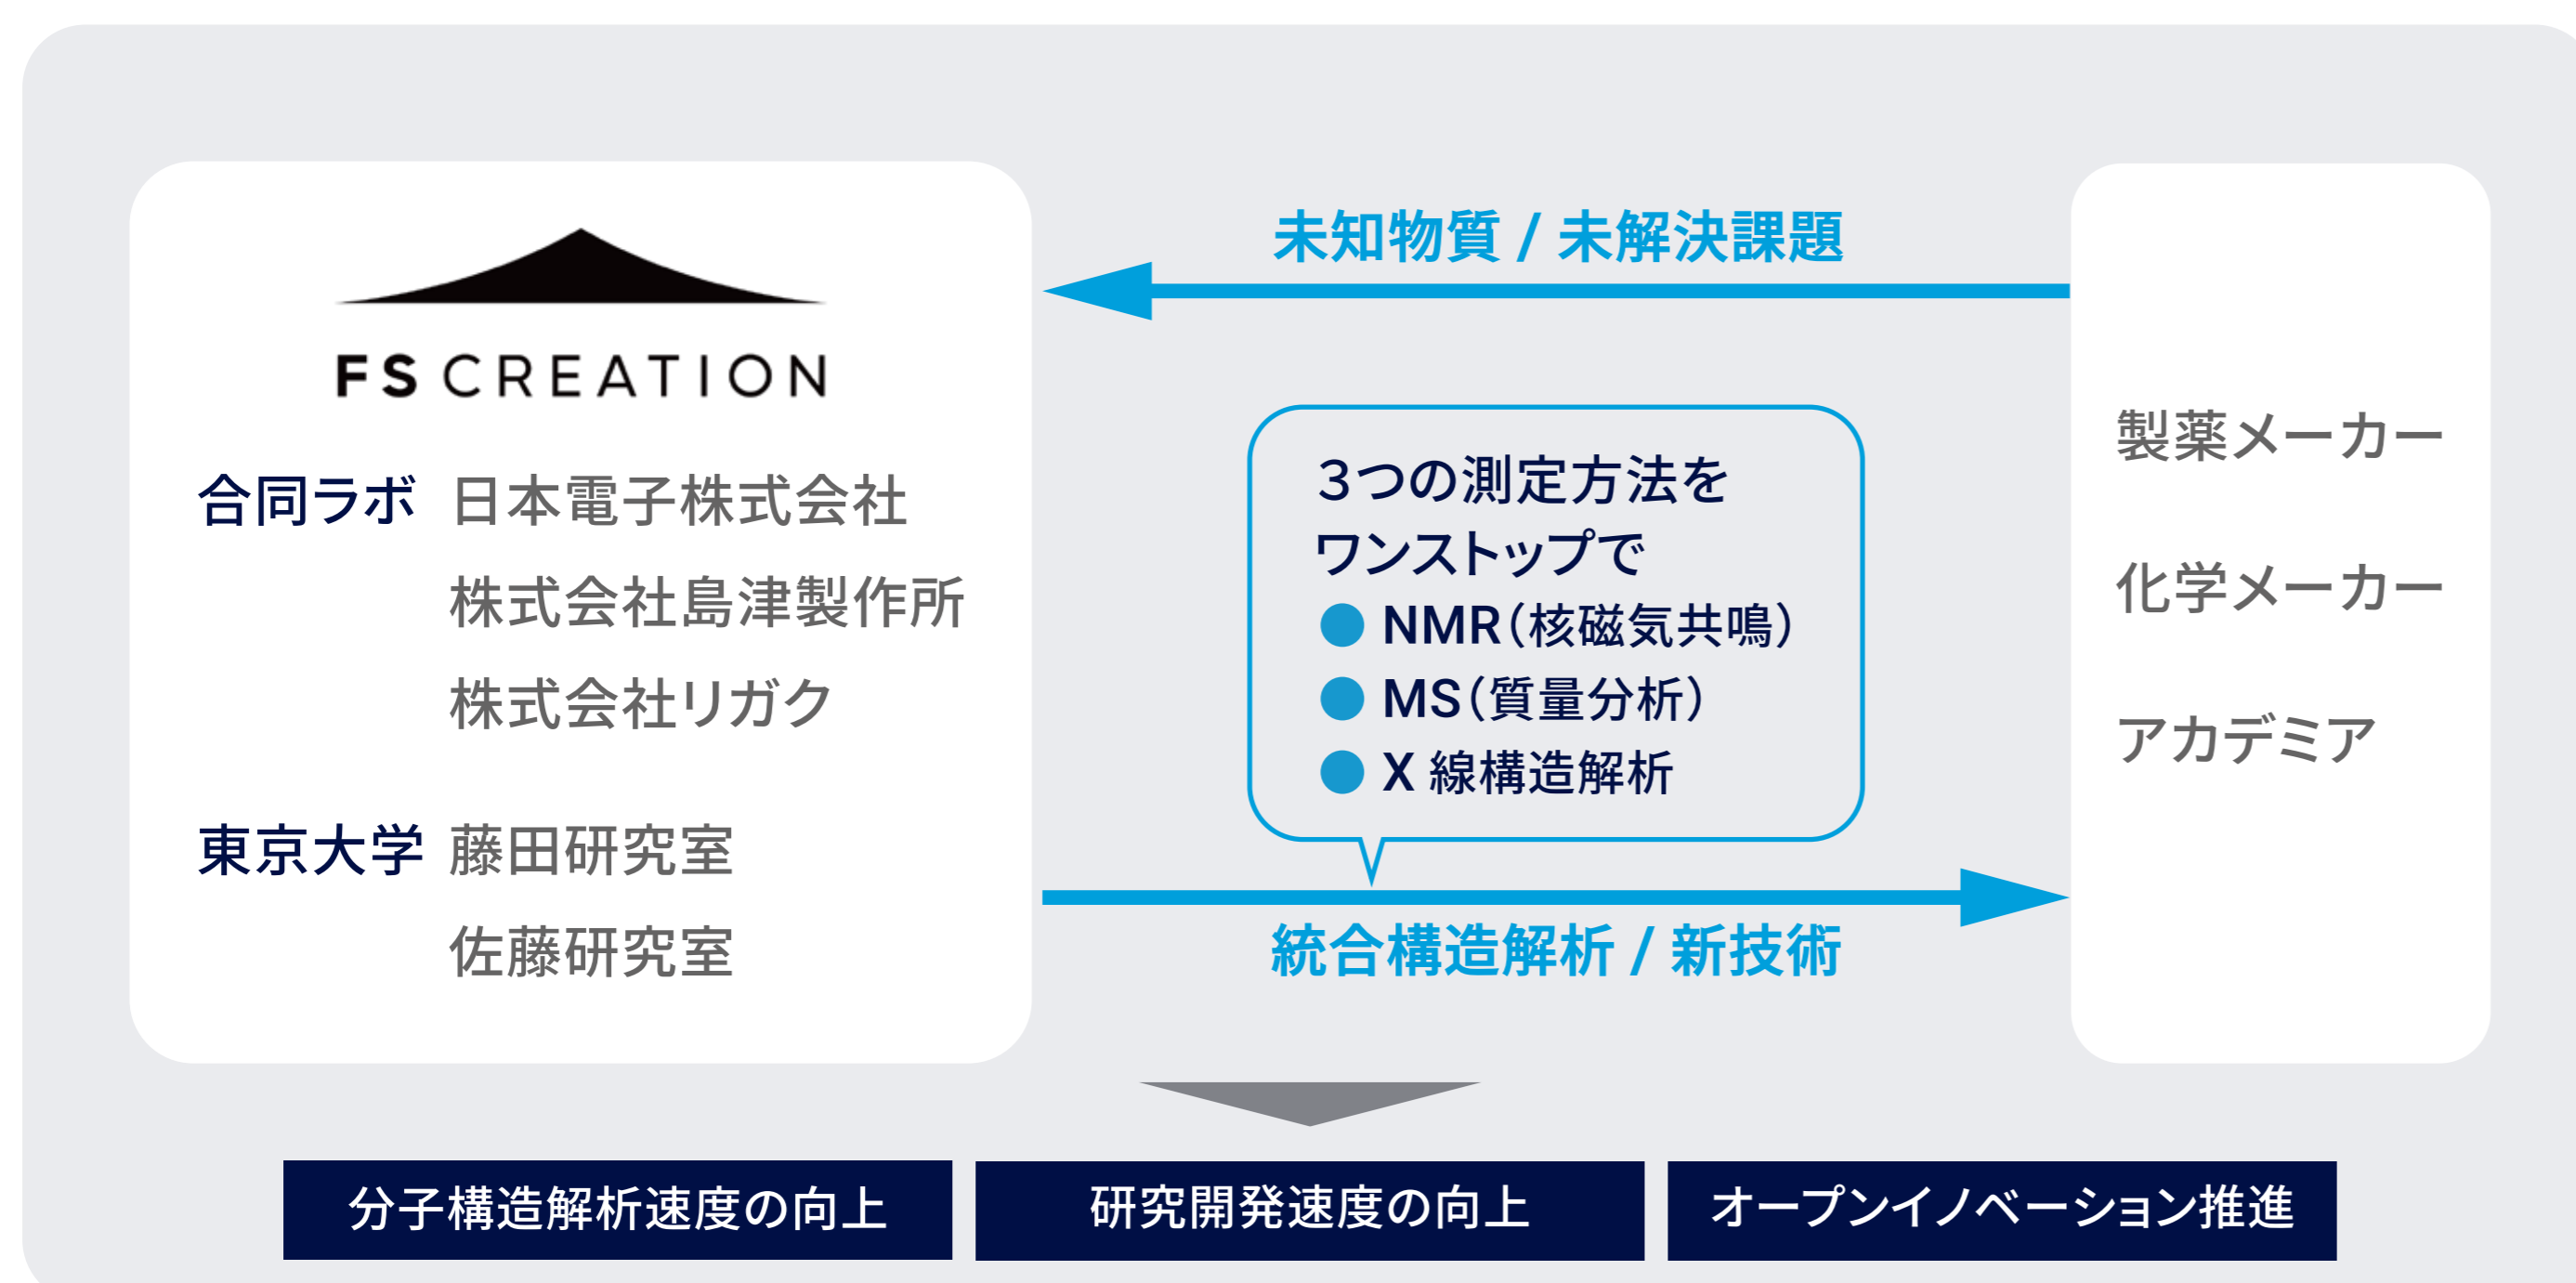 FS CREATION
合同ラボ 日本電子株式会社
株式会社島津製作所
株式会社リガク
東京大学 藤田研究室
佐藤研究室
未知物質 / 未解決課題
3つの測定方法を
ワンストップで
● NMR（核磁気共鳴）
● MS（質量分析）
● X 線構造解析
統合構造解析 / 新技術
製薬メーカー
化学メーカー
アカデミア
分子構造解析速度の向上
研究開発速度の向上
オープンイノベーション推進